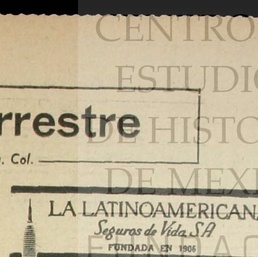 CENTRO
ESTUDIO
DE HISTO
rrestre
Col.
DE MEXI
LA LATINOAMERICANA
Seguros de Vida S.A.
FUNDADA EN 1906